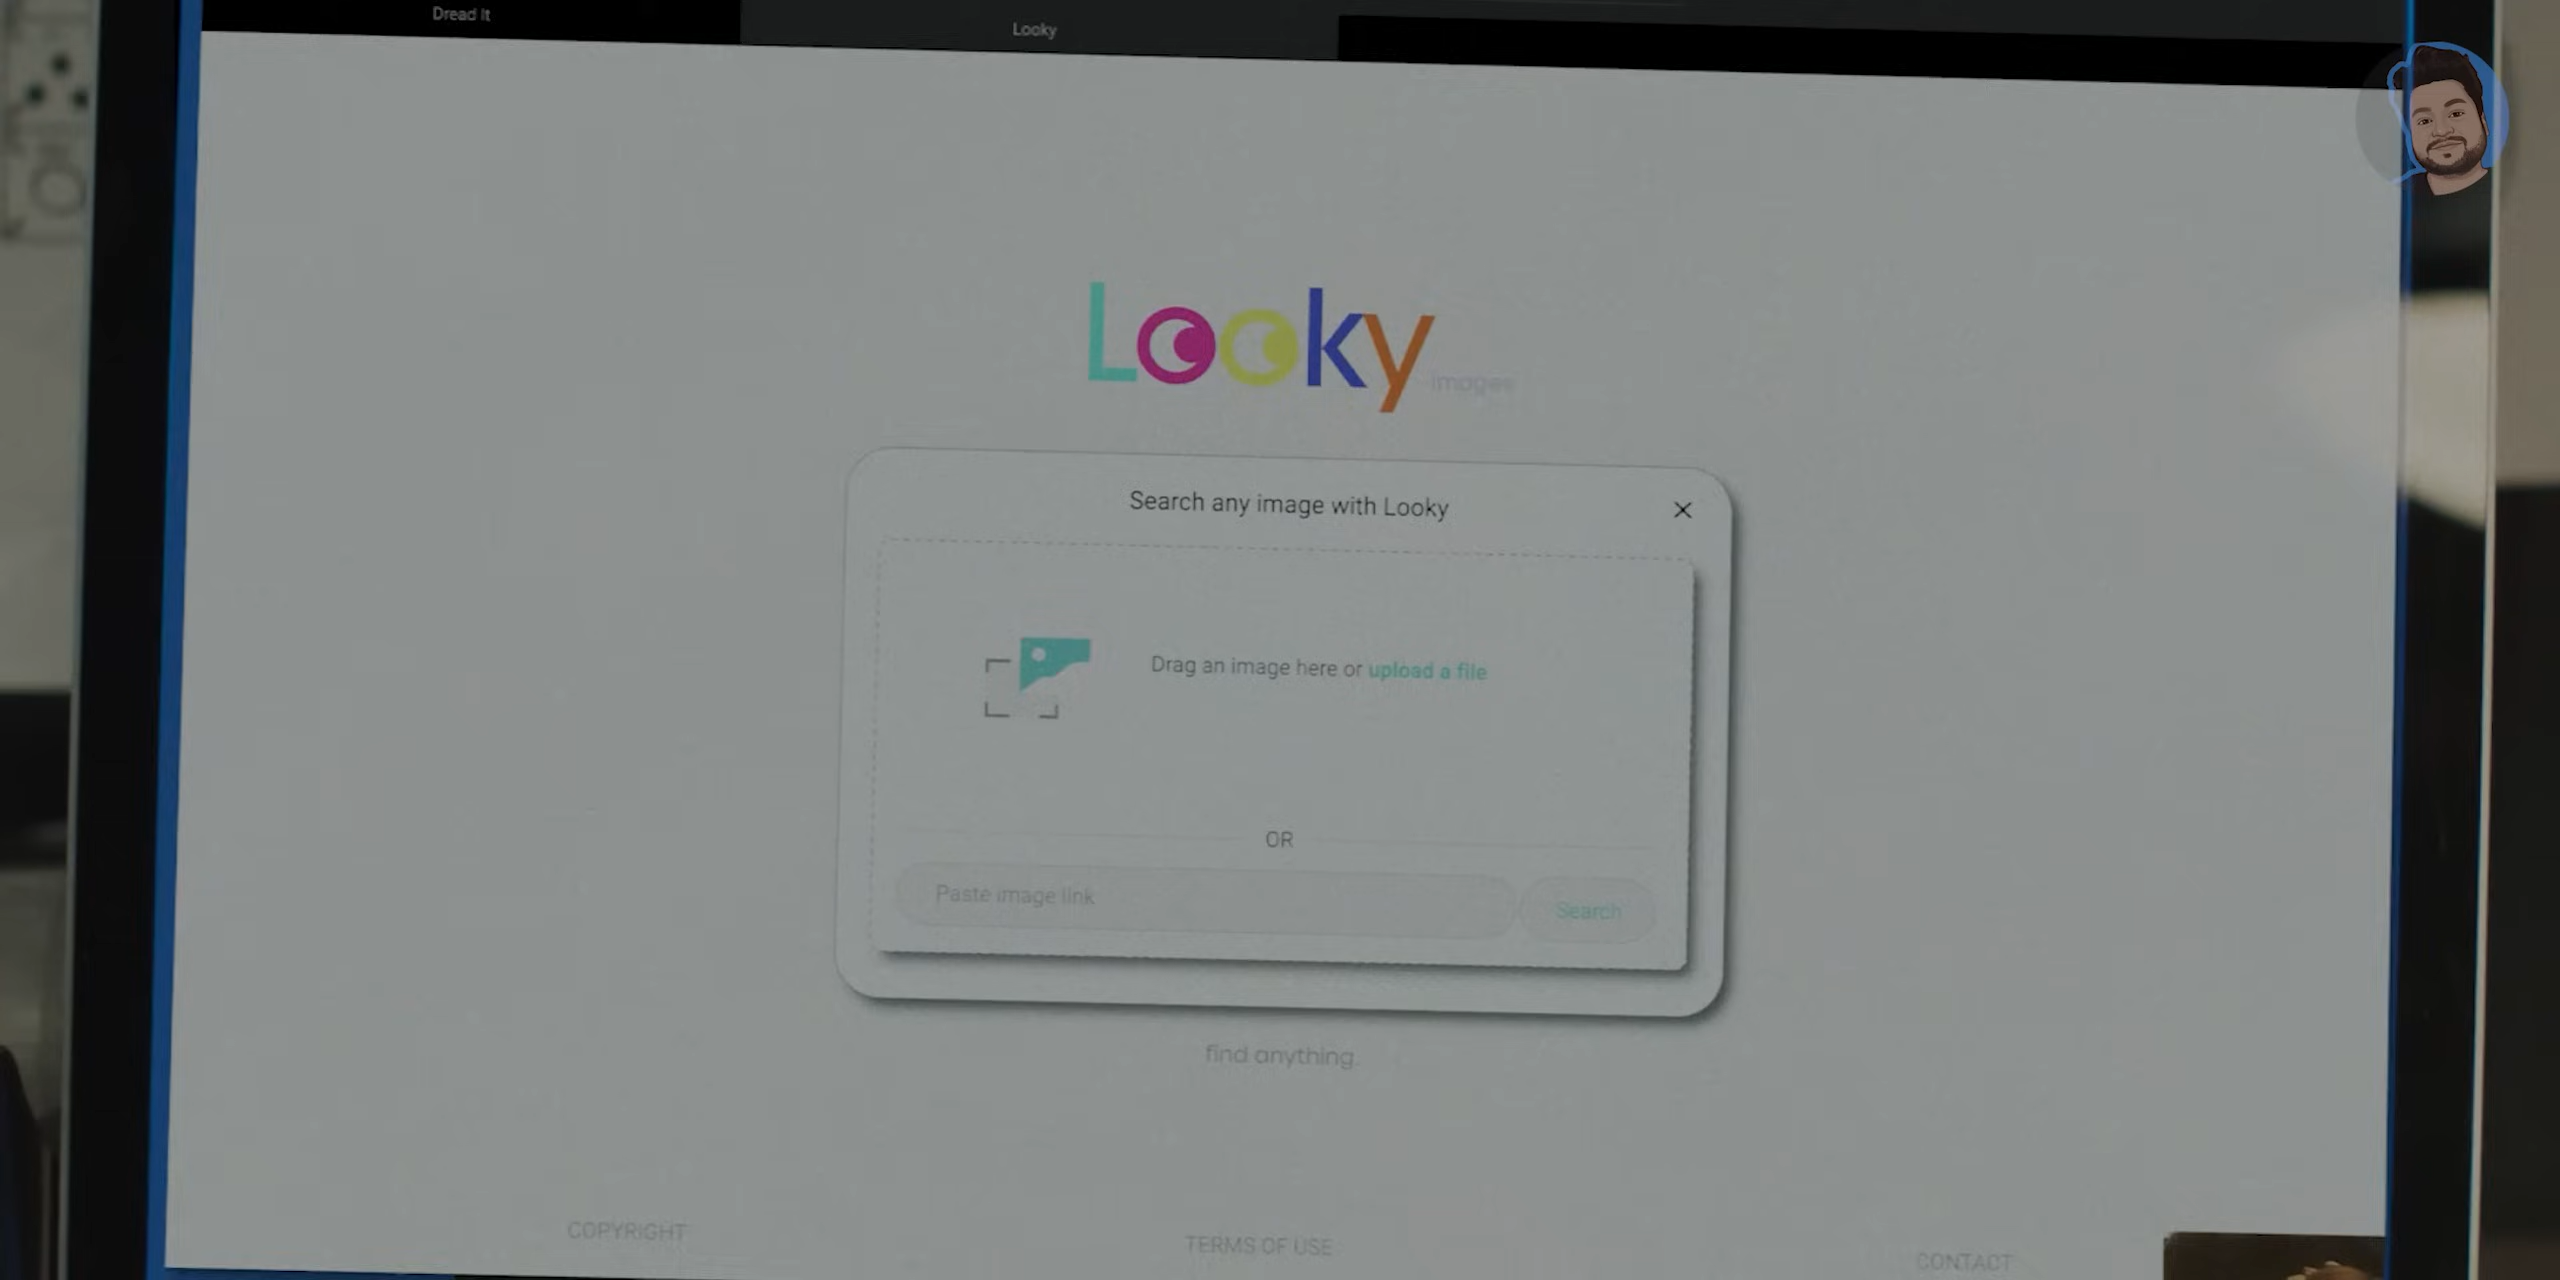 Dread It
Looky
Looky images
Search any image with Looky
Drag an image here or upload a file
OR
Paste image link
Search
find anything.
COPYRIGHT
TERMS OF USE
CONTACT